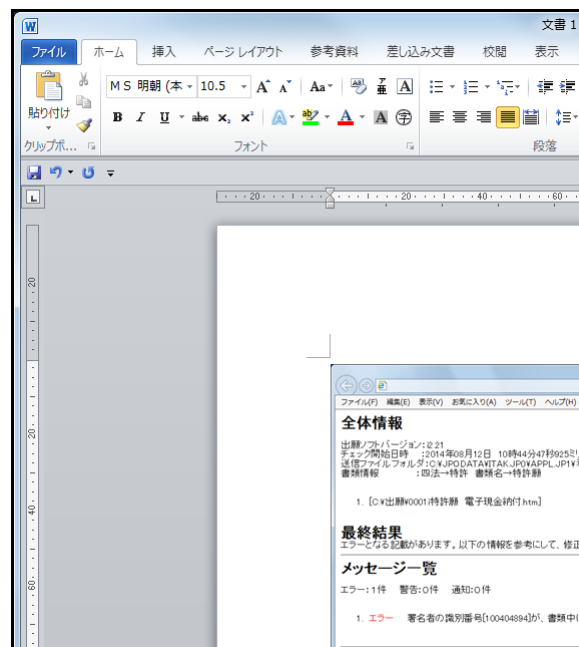 文書 1
ファイル ホーム 挿入 ページ レイアウト 参考資料 差し込み文書 校閲 表示
貼り付け
ＭＳ 明朝 (本 10.5 A A Aa A
B I U abe x₂ x² A ab A A 字
クリップボ... フォント 段落
L 20 20 40 60
20
20
40
60
ファイル(F) 編集(E) 表示(V) お気に入り(A) ツール(T) ヘルプ(H)
全体情報
出願ソフトバージョン:i2.21
チェック開始日時 :2014年08月12日 10時44分47秒925ミリ
送信ファイルフォルダ:C:¥JPODATA¥ITAK.JP0¥APPL.JP1¥
書類情報 :四法→特許 書類名→特許願
1. [C:¥出願¥0001¥特許願 電子現金納付.htm]
最終結果
エラーとなる記載があります。以下の情報を参考にして、修正
メッセージ一覧
エラー:1件 警告:0件 通知:0件
1. エラー 署名者の識別番号[100404894]が、書類中